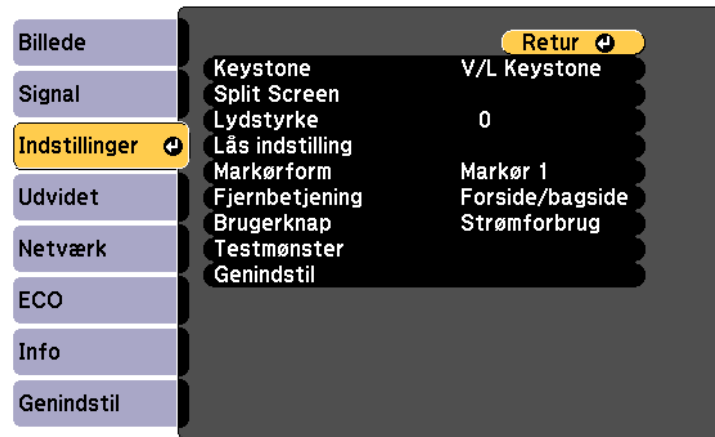 Billede
Signal
Indstillinger
Udvidet
Netværk
ECO
Info
Genindstil
Retur
Keystone V/L Keystone
Split Screen
Lydstyrke 0
Lås indstilling
Markørform Markør 1
Fjernbetjening Forside/bagside
Brugerknap Strømforbrug
Testmønster
Genindstil